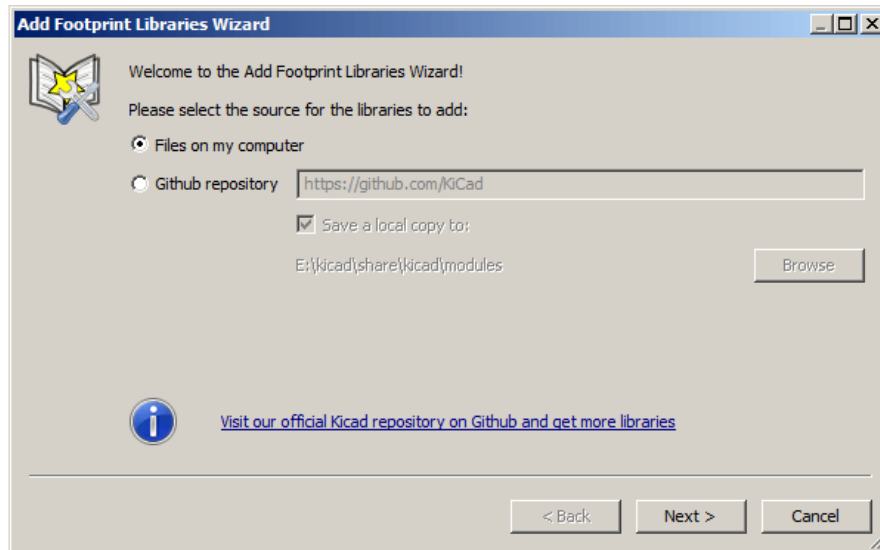 Add Footprint Libraries Wizard
Welcome to the Add Footprint Libraries Wizard!
Please select the source for the libraries to add:
Files on my computer
Github repository https://github.com/KiCad
Save a local copy to:
E:\kicad\share\kicad\modules Browse
Visit our official Kicad repository on Github and get more libraries
< Back Next > Cancel